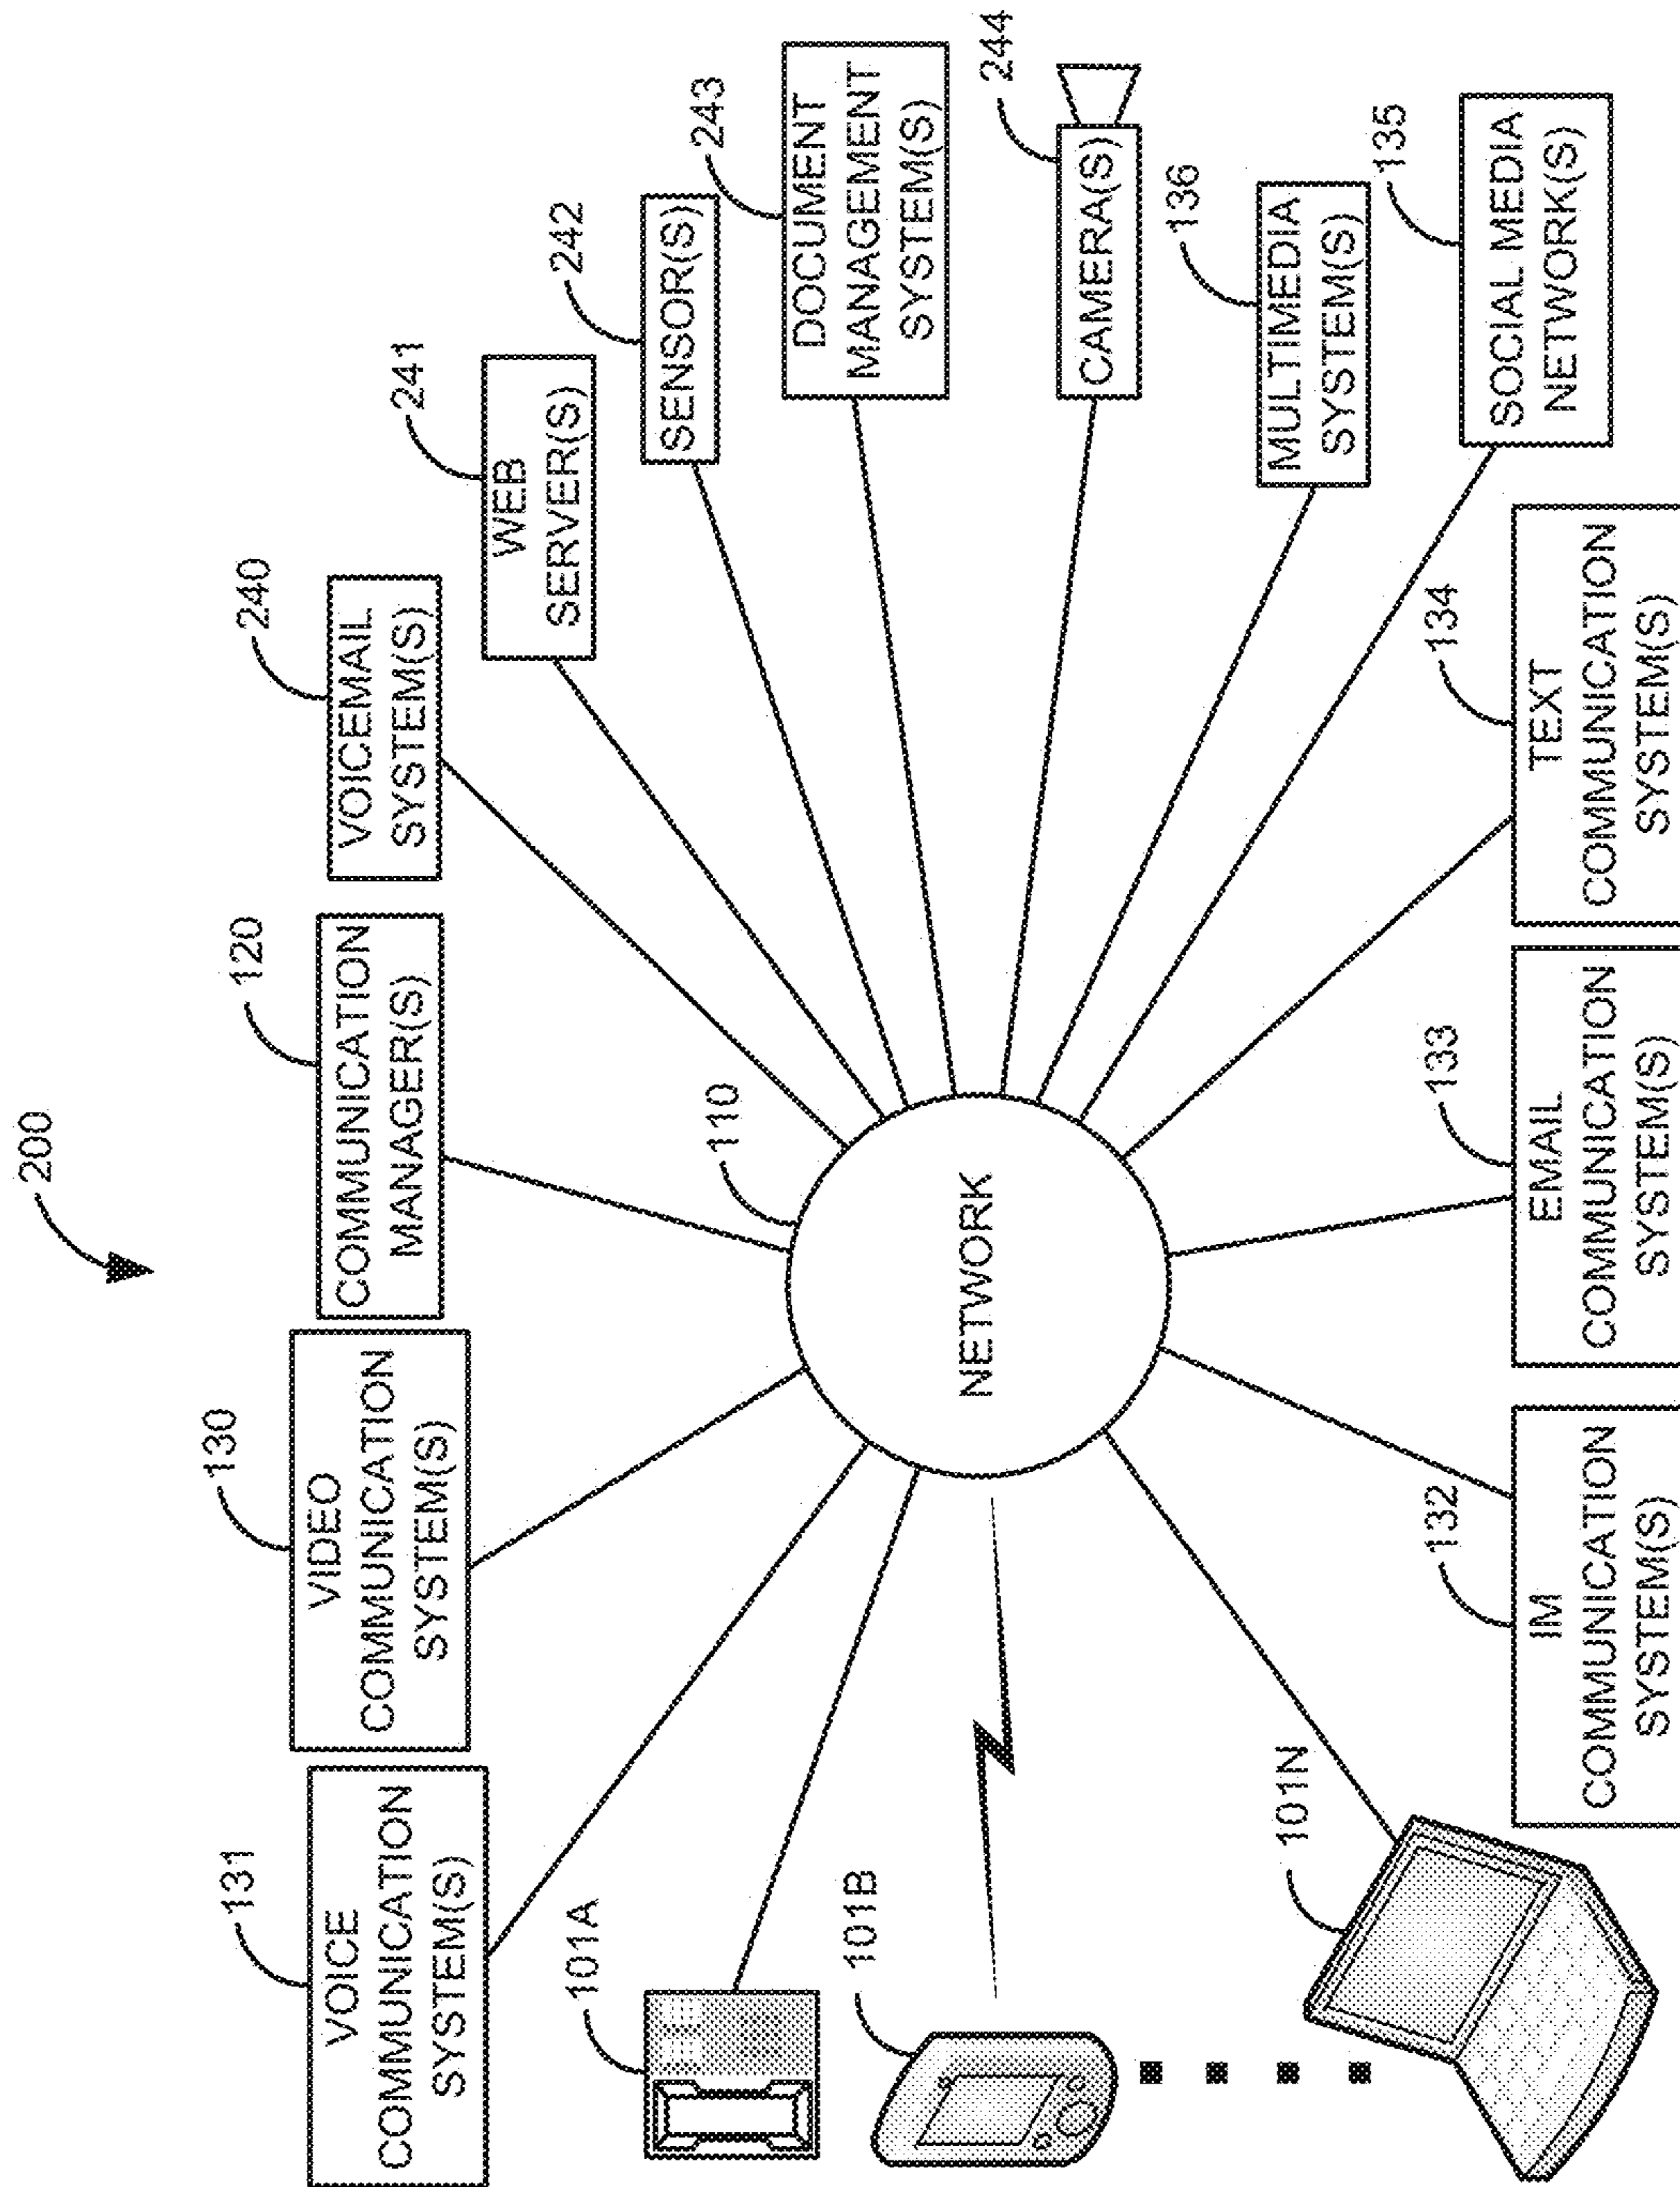 200
131
VOICE
COMMUNICATION
SYSTEM(S)
130
VIDEO
COMMUNICATION
SYSTEM(S)
120
COMMUNICATION
MANAGER(S)
240
VOICEMAIL
SYSTEM(S)
241
WEB
SERVER(S)
242
SENSOR(S)
243
DOCUMENT
MANAGEMENT
SYSTEM(S)
244
CAMERA(S)
136
MULTIMEDIA
SYSTEM(S)
135
SOCIAL MEDIA
NETWORK(S)
110
NETWORK
101A
101B
101N
132
IM
COMMUNICATION
SYSTEM(S)
133
EMAIL
COMMUNICATION
SYSTEM(S)
134
TEXT
COMMUNICATION
SYSTEM(S)